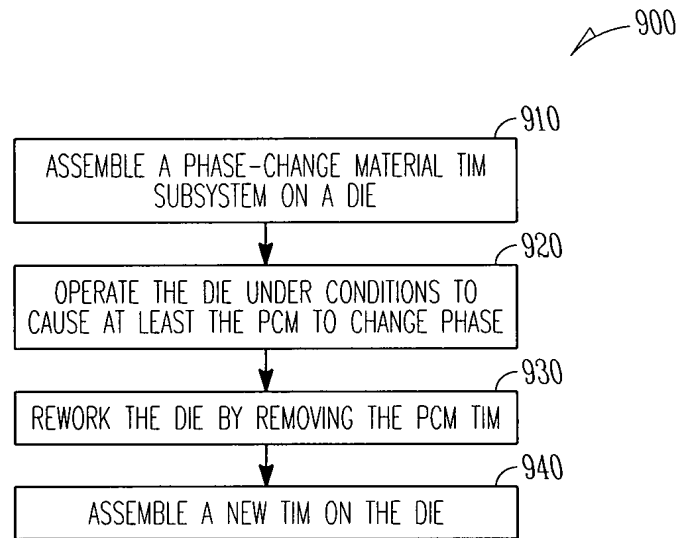 900
910
ASSEMBLE A PHASE-CHANGE MATERIAL TIM
SUBSYSTEM ON A DIE
920
OPERATE THE DIE UNDER CONDITIONS TO
CAUSE AT LEAST THE PCM TO CHANGE PHASE
930
REWORK THE DIE BY REMOVING THE PCM TIM
940
ASSEMBLE A NEW TIM ON THE DIE